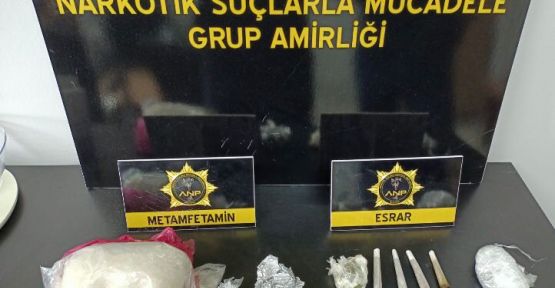 NARKOTİK SUÇLARLA MÜCADELE
GRUP AMİRLİĞİ
ANP
METAMFETAMİN
ANP
ESRAR